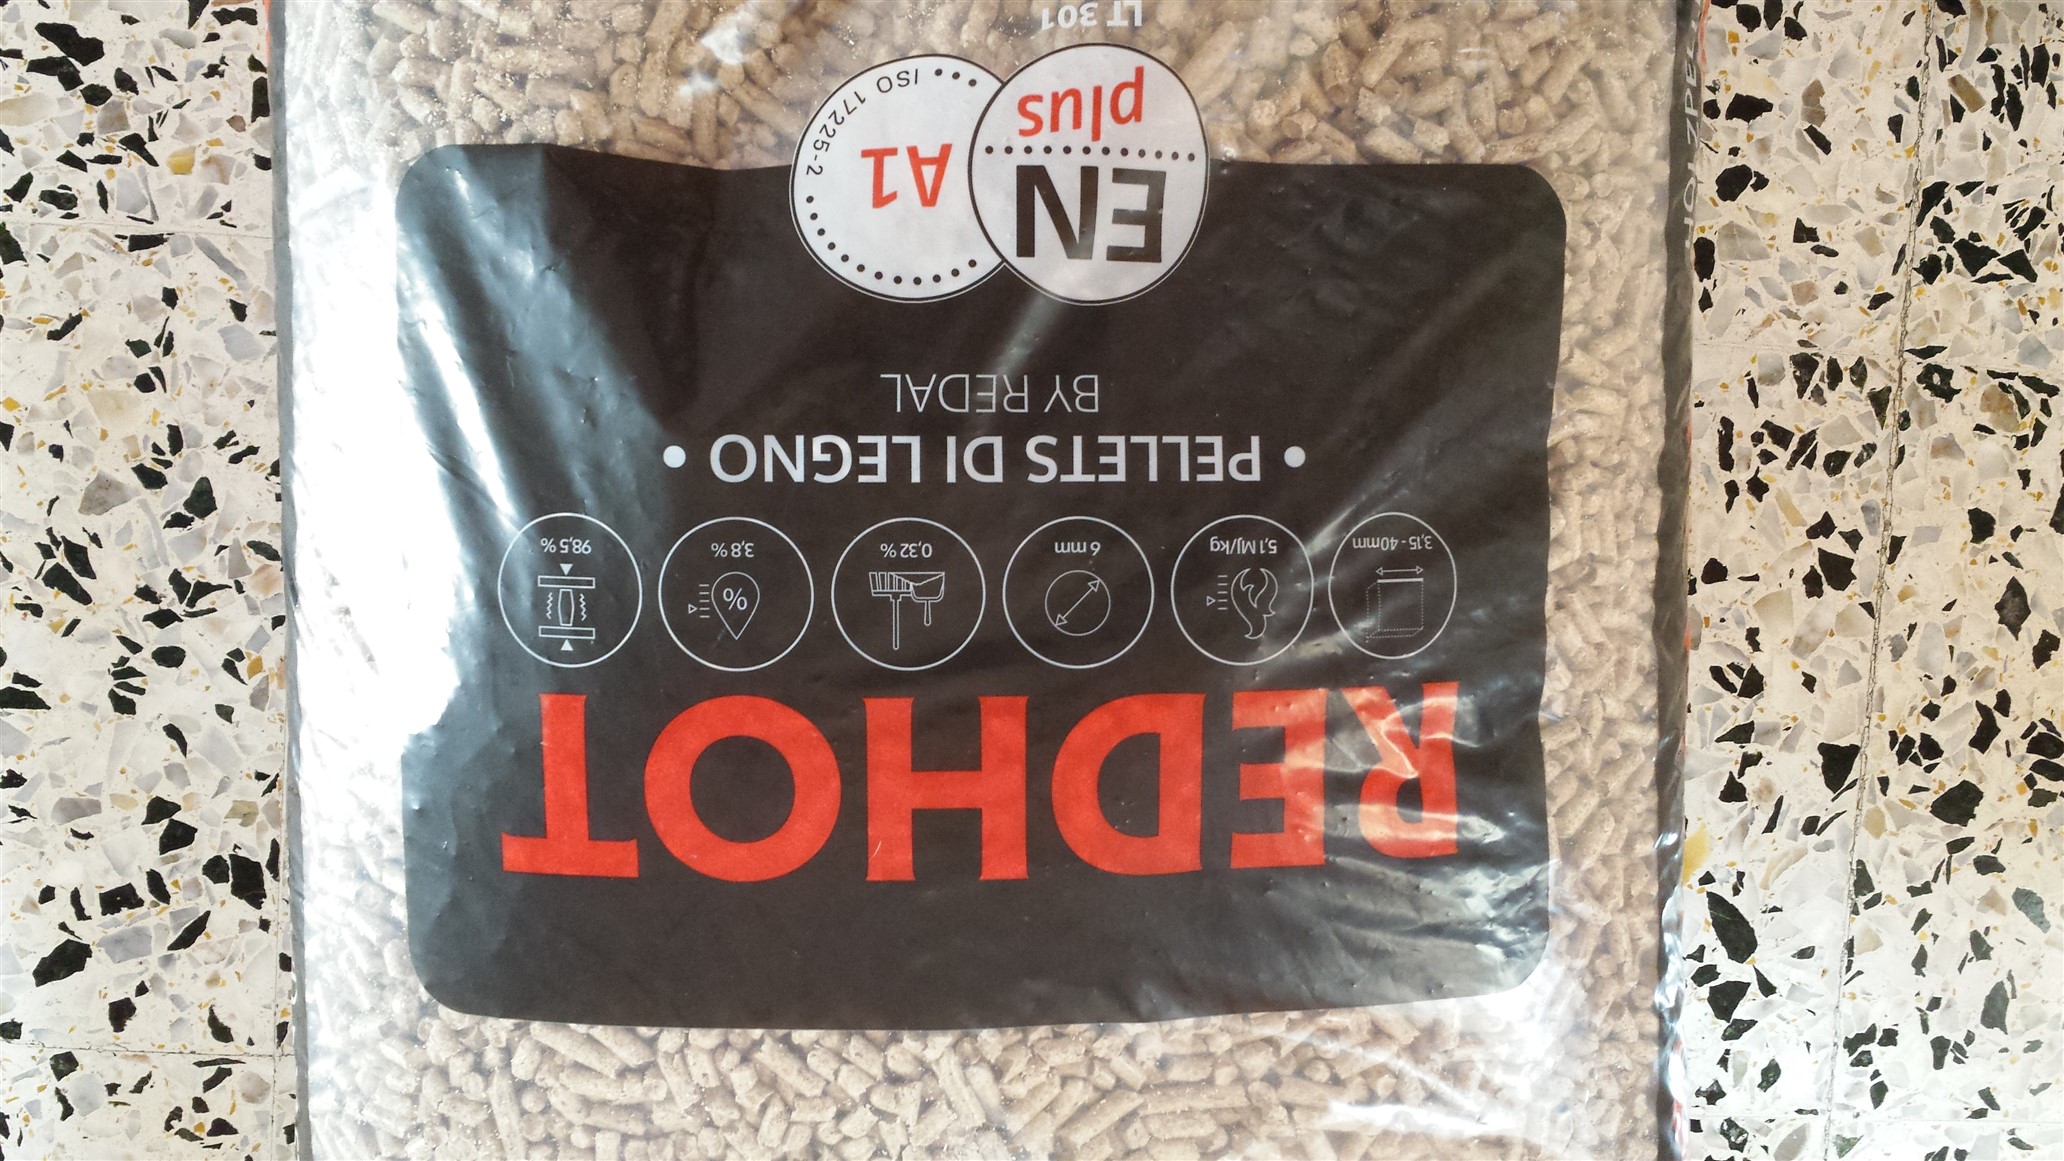 REDHOT
3,15 - 40mm
5,1 MJ/kg
6 mm
0,32 %
3,8 %
98,5 %
• PELLETS DI LEGNO •
BY REDAL
EN
plus
A1
ISO 17225-2
LT 301